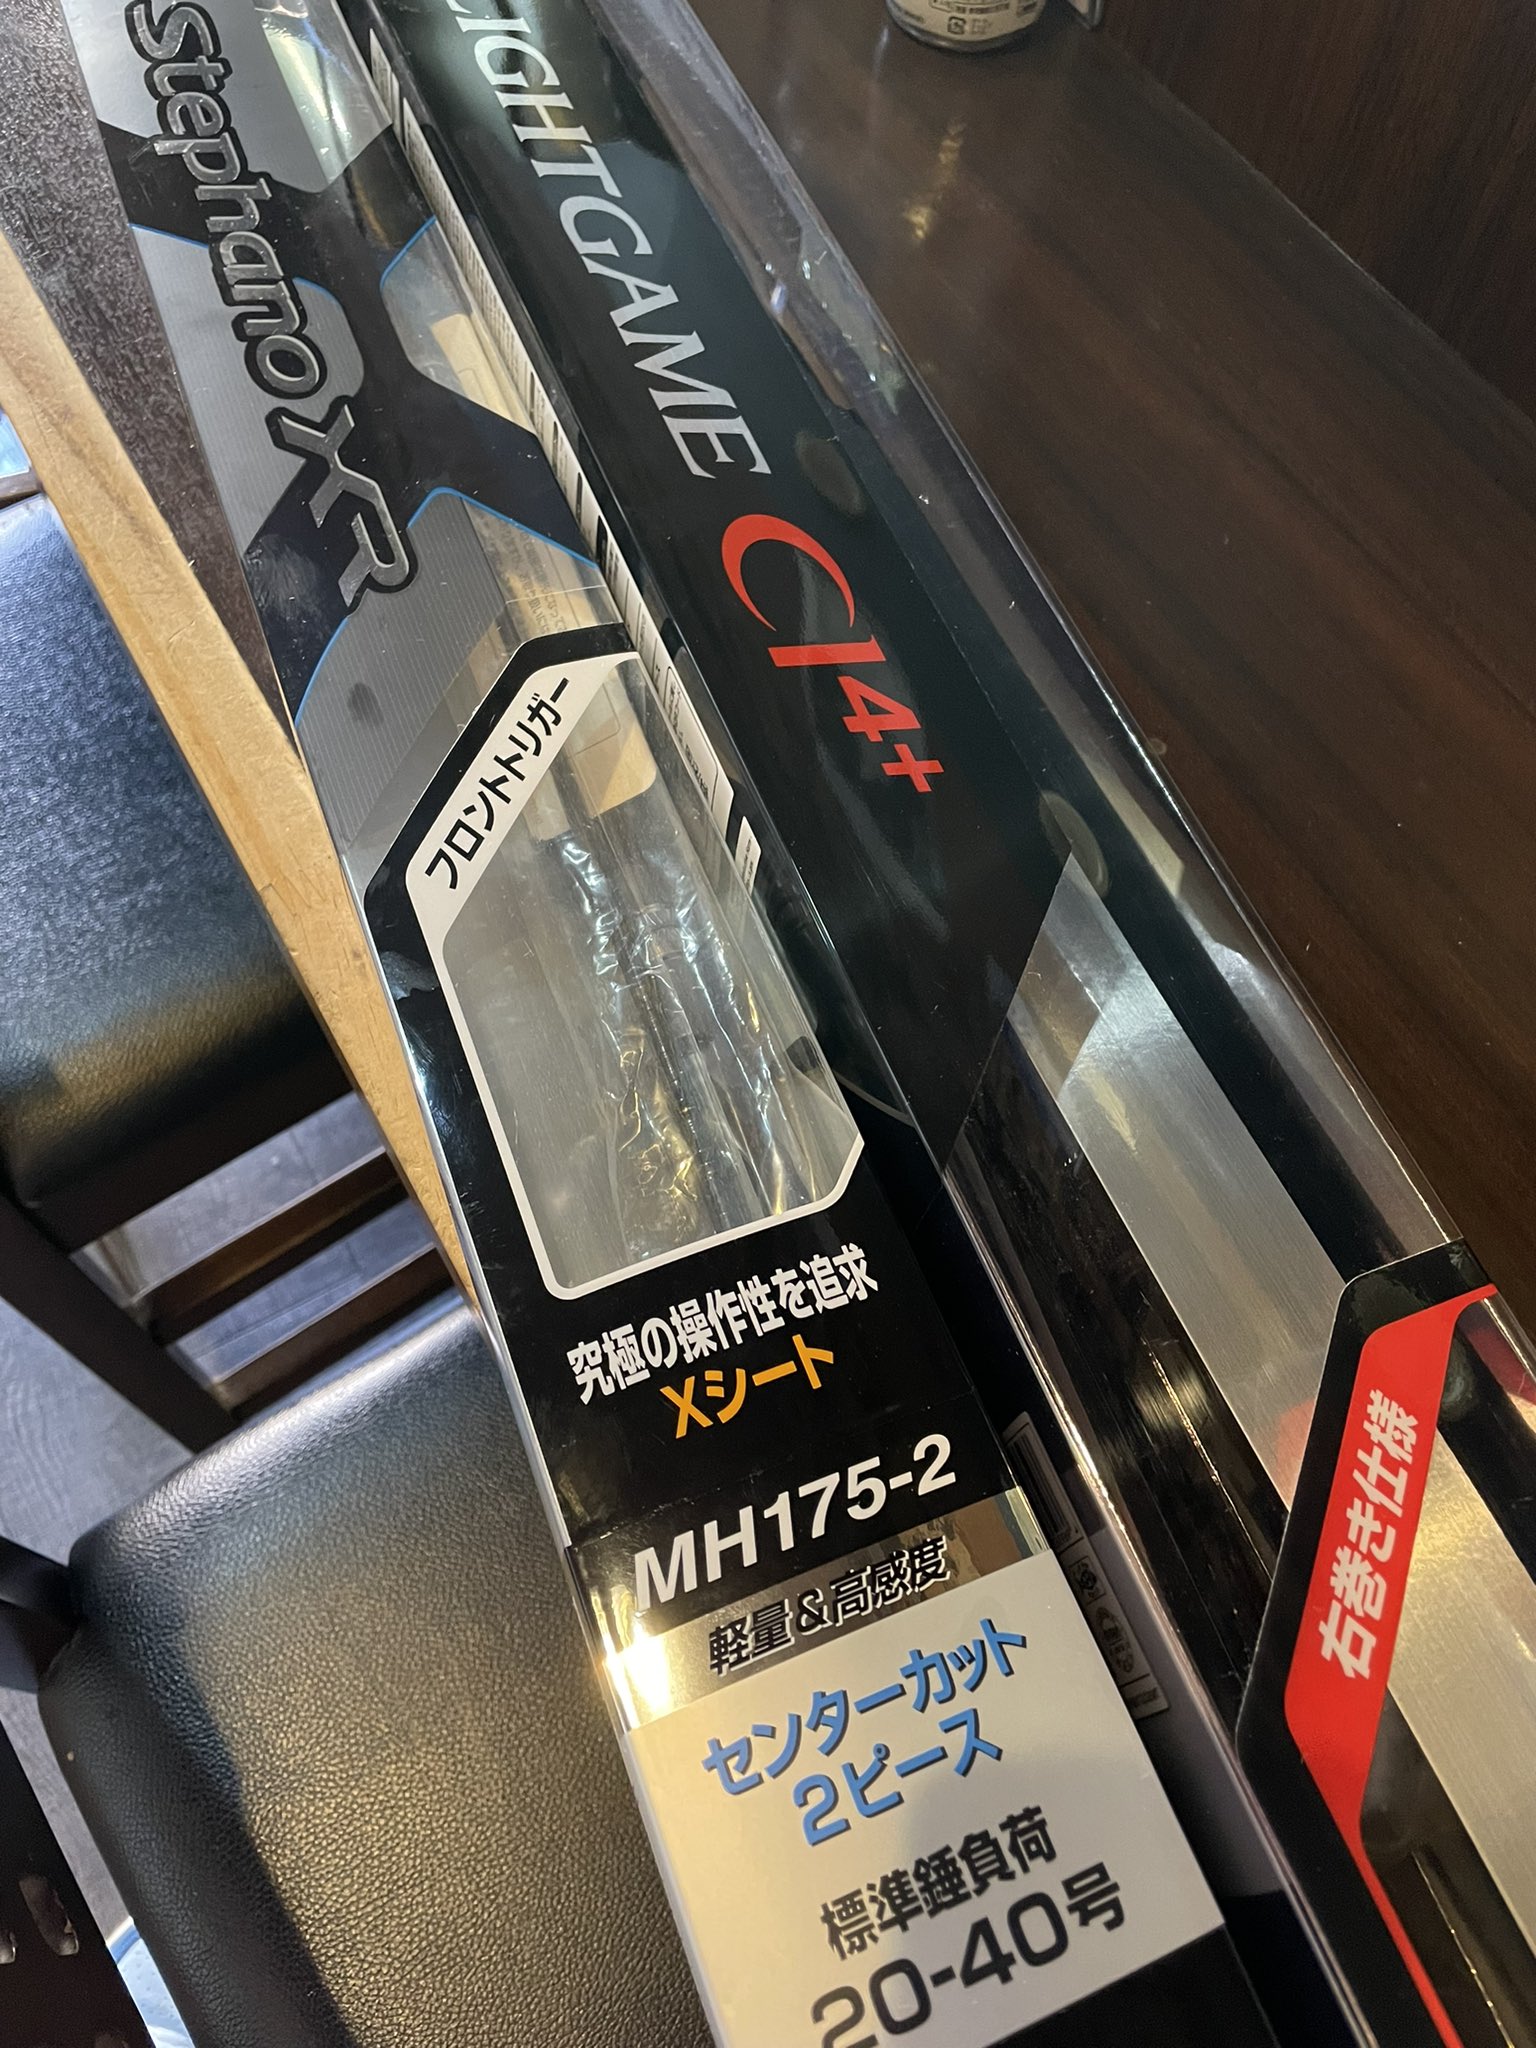 Stephano XR
フロントトリガー
究極の操作性を追求
Xシート
MH175-2
軽量&高感度
センターカット
2ピース
標準錘負荷
20-40号
LIGHTGAME CI4+
右巻き仕様